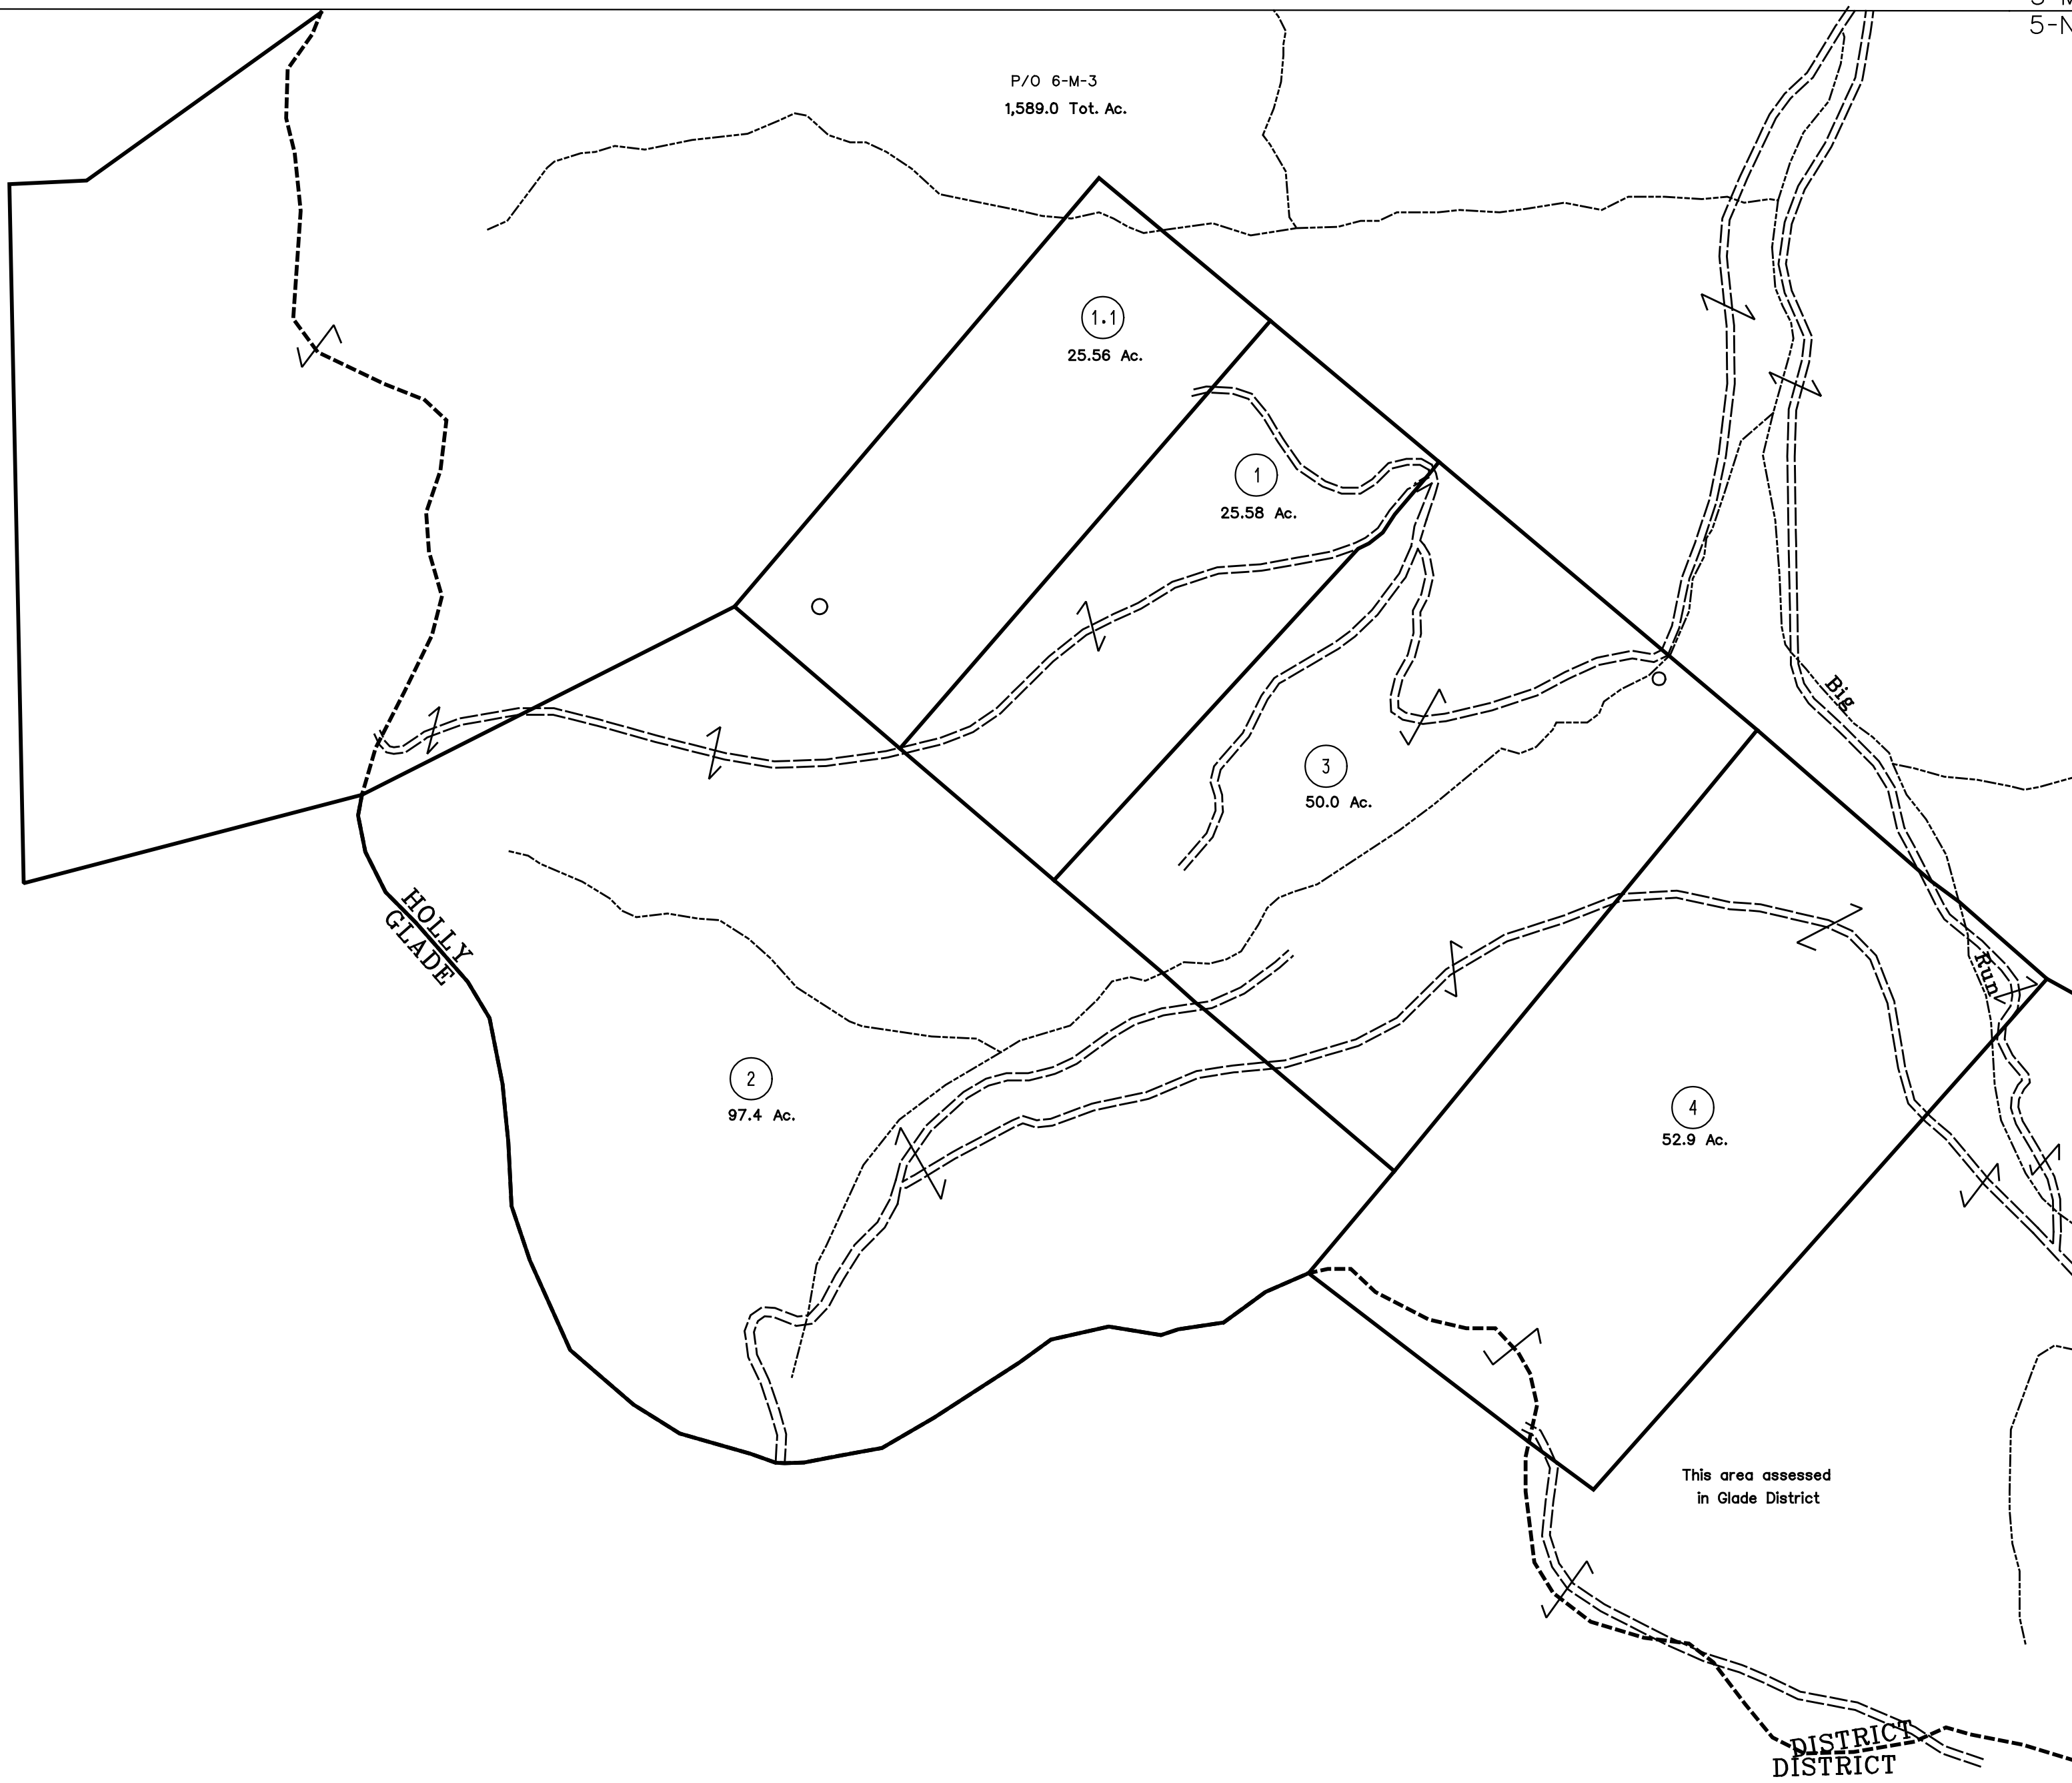 5-N
P/O 6-M-3
1,589.0 Tot. Ac.
1.1
25.56 Ac.
1
25.58 Ac.
Big
3
50.0 Ac.
HOLLY
GLADE
Run
2
97.4 Ac.
4
52.9 Ac.
This area assessed
in Glade District
DISTRICT
DISTRICT